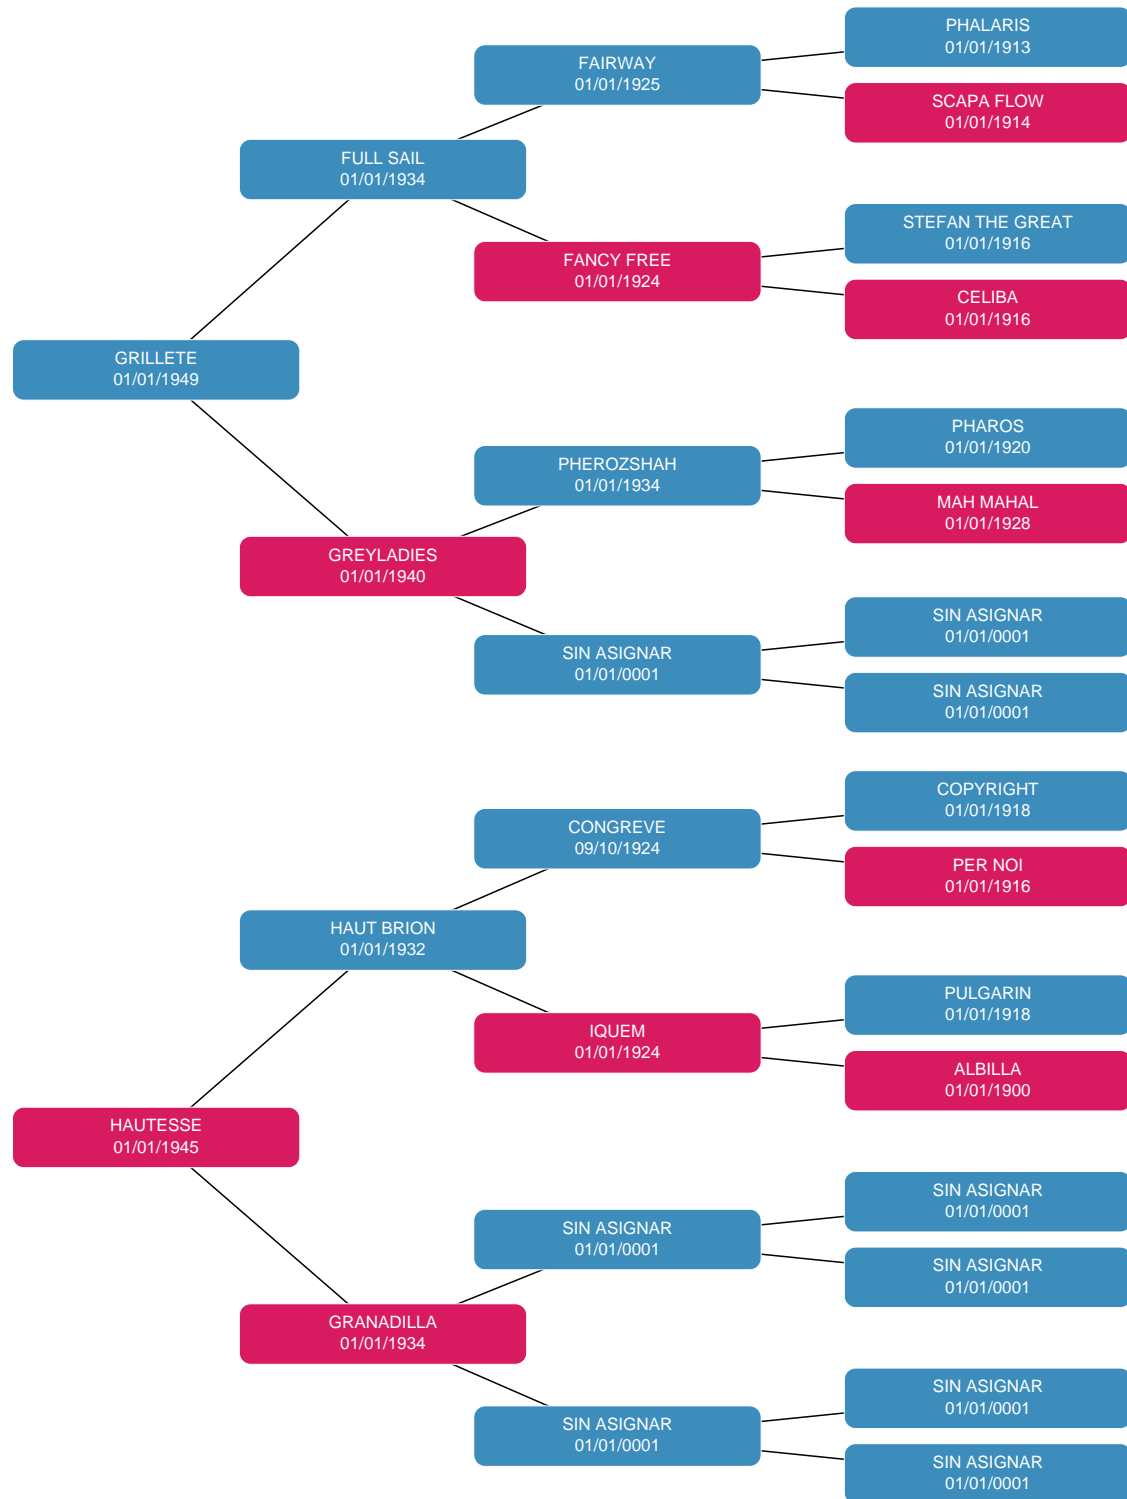 PHALARIS
01/01/1913
FAIRWAY
01/01/1925
SCAPA FLOW
01/01/1914
FULL SAIL
01/01/1934
STEFAN THE GREAT
01/01/1916
FANCY FREE
01/01/1924
CELIBA
01/01/1916
GRILLETE
01/01/1949
PHAROS
01/01/1920
PHEROZSHAH
01/01/1934
MAH MAHAL
01/01/1928
GREYLADIES
01/01/1940
SIN ASIGNAR
01/01/0001
SIN ASIGNAR
01/01/0001
SIN ASIGNAR
01/01/0001
COPYRIGHT
01/01/1918
CONGREVE
09/10/1924
PER NOI
01/01/1916
HAUT BRION
01/01/1932
PULGARIN
01/01/1918
IQUEM
01/01/1924
ALBILLA
01/01/1900
HAUTESSE
01/01/1945
SIN ASIGNAR
01/01/0001
SIN ASIGNAR
01/01/0001
SIN ASIGNAR
01/01/0001
GRANADILLA
01/01/1934
SIN ASIGNAR
01/01/0001
SIN ASIGNAR
01/01/0001
SIN ASIGNAR
01/01/0001